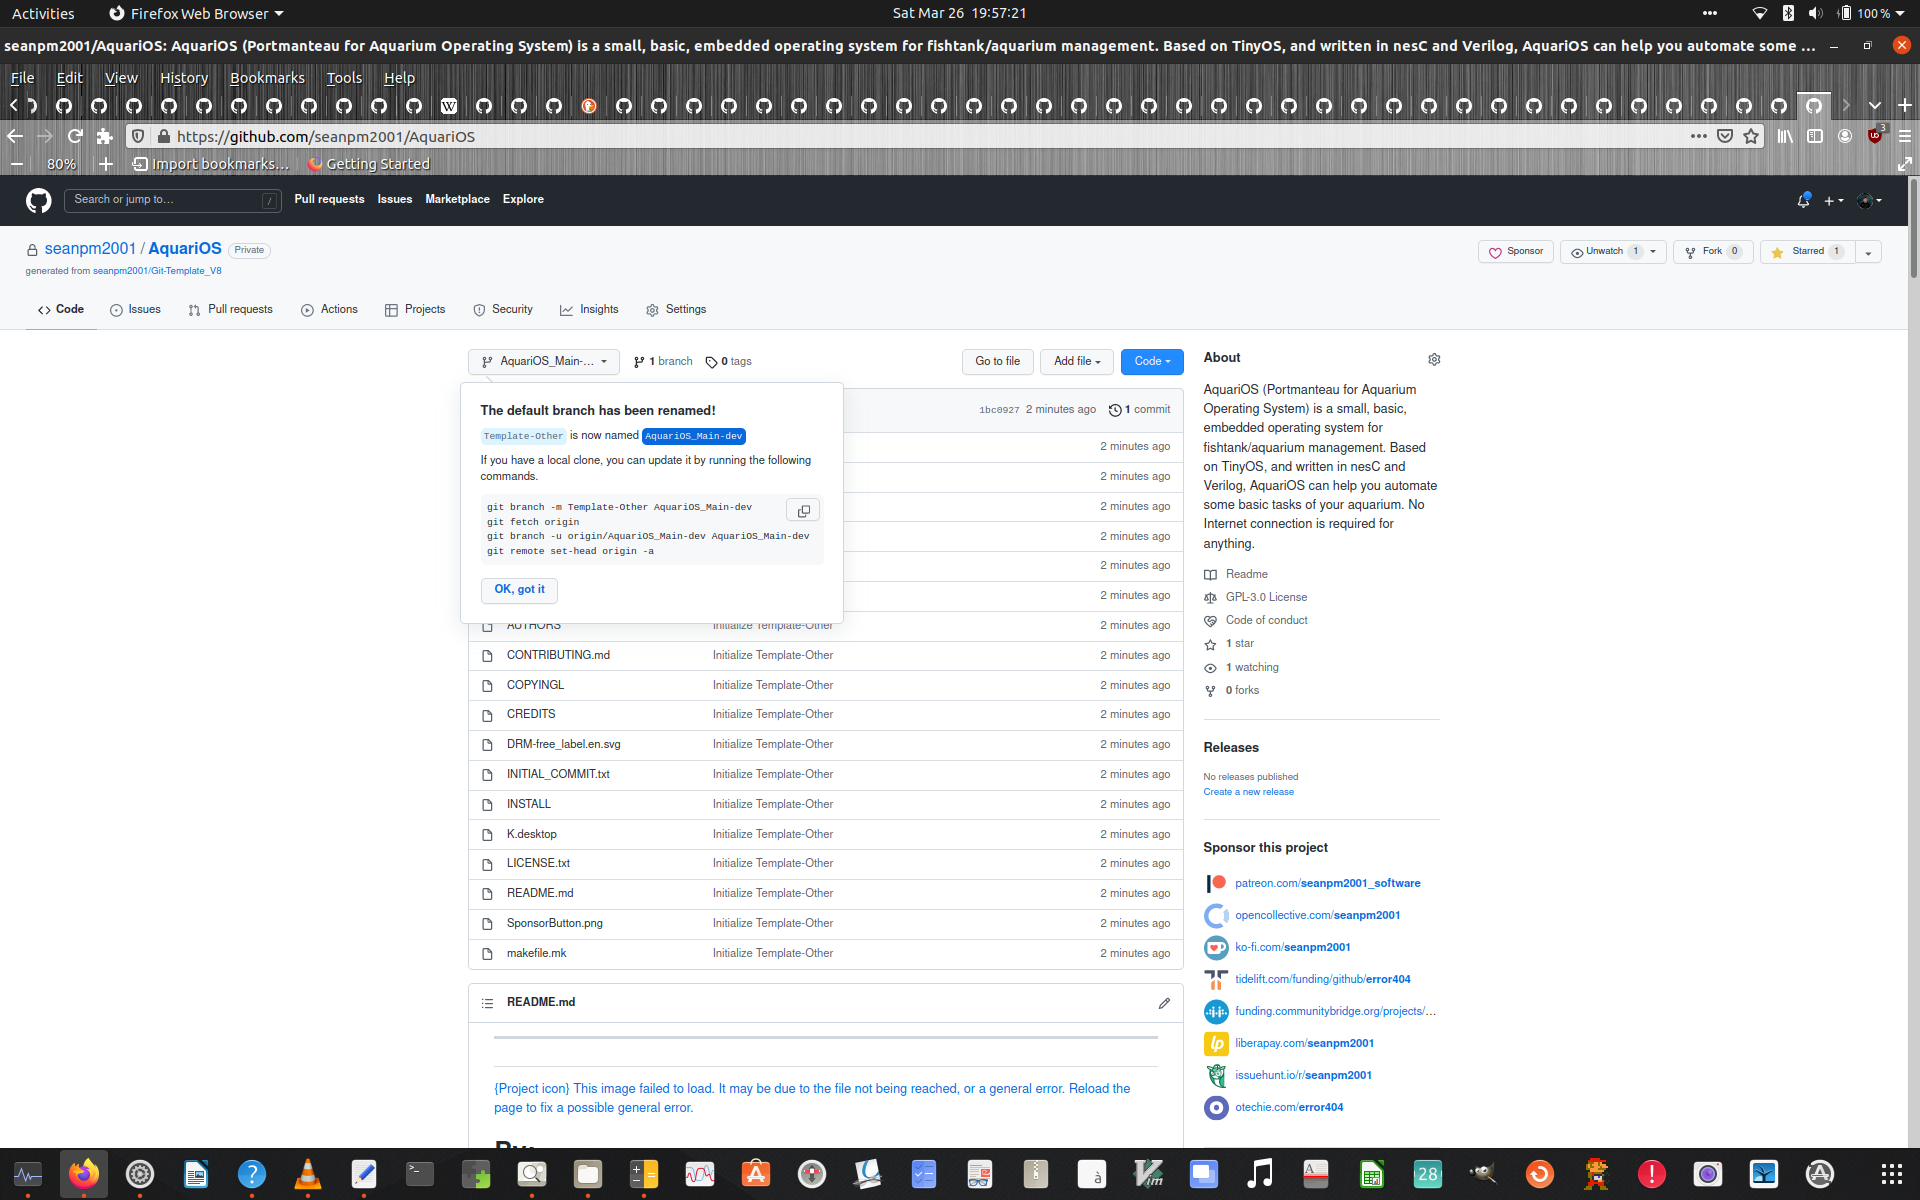 Activities
Firefox Web Browser
Sat Mar 26 19:57:21
100 %
seanpm2001/AquariOS: AquariOS (Portmanteau for Aquarium Operating System) is a small, basic, embedded operating system for fishtank/aquarium management. Based on TinyOS, and written in nesC and Verilog, AquariOS can help you automate some ...
File Edit View History Bookmarks Tools Help
https://github.com/seanpm2001/AquariOS
3
80%
Import bookmarks...
Getting Started
Search or jump to...
/
Pull requests Issues Marketplace Explore
seanpm2001 / AquariOS Private
Sponsor
Unwatch 1
Fork 0
Starred 1
generated from seanpm2001/Git-Template_V8
Code Issues Pull requests Actions Projects Security Insights Settings
AquariOS_Main-...
1 branch
0 tags
Go to file
Add file
Code
The default branch has been renamed!
Template-Other is now named AquariOS_Main-dev
If you have a local clone, you can update it by running the following
commands.
git branch -m Template-Other AquariOS_Main-dev
git fetch origin
git branch -u origin/AquariOS_Main-dev AquariOS_Main-dev
git remote set-head origin -a
OK, got it
1bc0927 2 minutes ago 1 commit
2 minutes ago
2 minutes ago
2 minutes ago
2 minutes ago
2 minutes ago
2 minutes ago
AUTHORS Initialize Template-Other 2 minutes ago
CONTRIBUTING.md Initialize Template-Other 2 minutes ago
COPYINGL Initialize Template-Other 2 minutes ago
CREDITS Initialize Template-Other 2 minutes ago
DRM-free_label.en.svg Initialize Template-Other 2 minutes ago
INITIAL_COMMIT.txt Initialize Template-Other 2 minutes ago
INSTALL Initialize Template-Other 2 minutes ago
K.desktop Initialize Template-Other 2 minutes ago
LICENSE.txt Initialize Template-Other 2 minutes ago
README.md Initialize Template-Other 2 minutes ago
SponsorButton.png Initialize Template-Other 2 minutes ago
makefile.mk Initialize Template-Other 2 minutes ago
README.md
{Project icon} This image failed to load. It may be due to the file not being reached, or a general error. Reload the
page to fix a possible general error.
By:
About
AquariOS (Portmanteau for Aquarium
Operating System) is a small, basic,
embedded operating system for
fishtank/aquarium management. Based
on TinyOS, and written in nesC and
Verilog, AquariOS can help you automate
some basic tasks of your aquarium. No
Internet connection is required for
anything.
Readme
GPL-3.0 License
Code of conduct
1 star
1 watching
0 forks
Releases
No releases published
Create a new release
Sponsor this project
patreon.com/seanpm2001_software
opencollective.com/seanpm2001
ko-fi.com/seanpm2001
tidelift.com/funding/github/error404
funding.communitybridge.org/projects/...
liberapay.com/seanpm2001
issuehunt.io/r/seanpm2001
otechie.com/error404
28